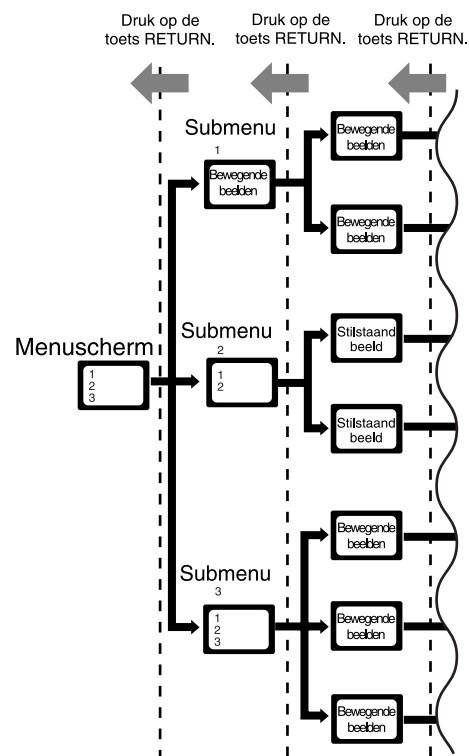 Druk op de
toets RETURN.
Druk op de
toets RETURN.
Druk op de
toets RETURN.
Submenu
1
Bewegende
beelden
Bewegende
beelden
Bewegende
beelden
Menuscherm
1
2
3
Submenu
2
1
2
Stilstaand
beeld
Stilstaand
beeld
Submenu
3
1
2
3
Bewegende
beelden
Bewegende
beelden
Bewegende
beelden